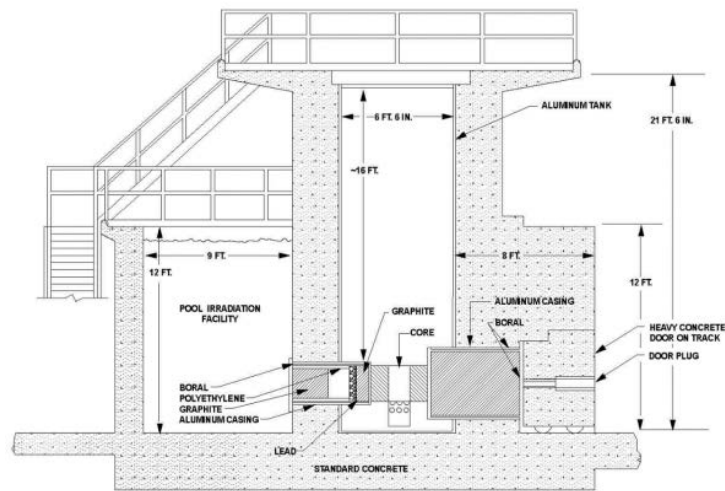 6 FT. 6 IN.
ALUMINUM TANK
21 FT. 6 IN.
~16 FT.
9 FT.
12 FT.
8 FT.
12 FT.
POOL IRRADIATION
FACILITY
GRAPHITE
CORE
ALUMINUM CASING
BORAL
HEAVY CONCRETE
DOOR ON TRACK
DOOR PLUG
BORAL
POLYETHYLENE
GRAPHITE
ALUMINUM CASING
LEAD
STANDARD CONCRETE